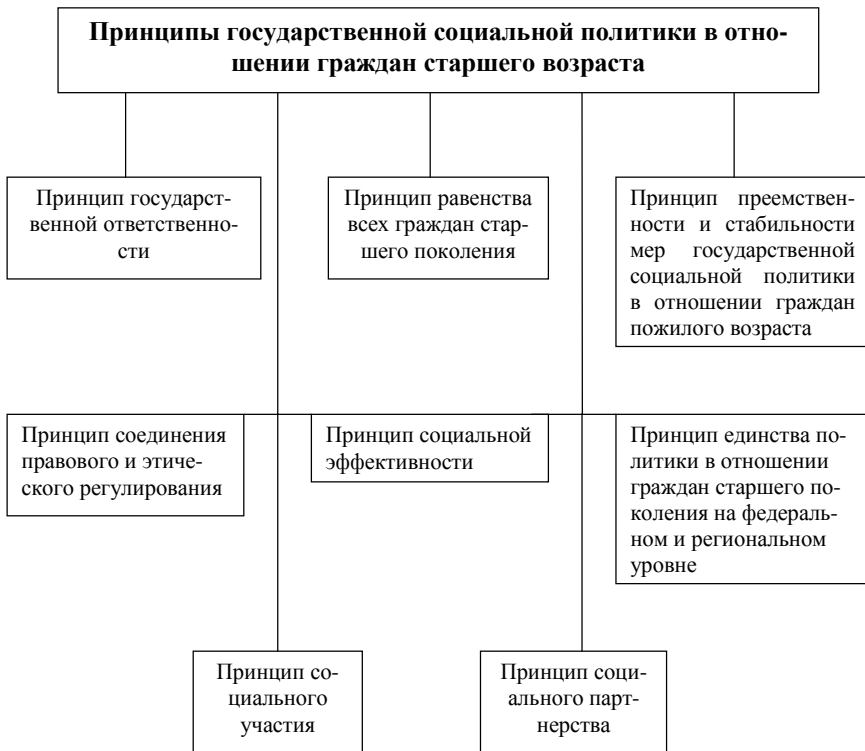 Принципы государственной социальной политики в отно-
шении граждан старшего возраста
Принцип государст-
венной ответственно-
сти
Принцип равенства
всех граждан стар-
шего поколения
Принцип преемствен-
ности и стабильности
мер государственной
социальной политики
в отношении граждан
пожилого возраста
Принцип соединения
правового и этиче-
ского регулирования
Принцип социальной
эффективности
Принцип единства по-
литики в отношении
граждан старшего по-
коления на федераль-
ном и региональном
уровне
Принцип со-
циального
участия
Принцип соци-
ального парт-
нерства